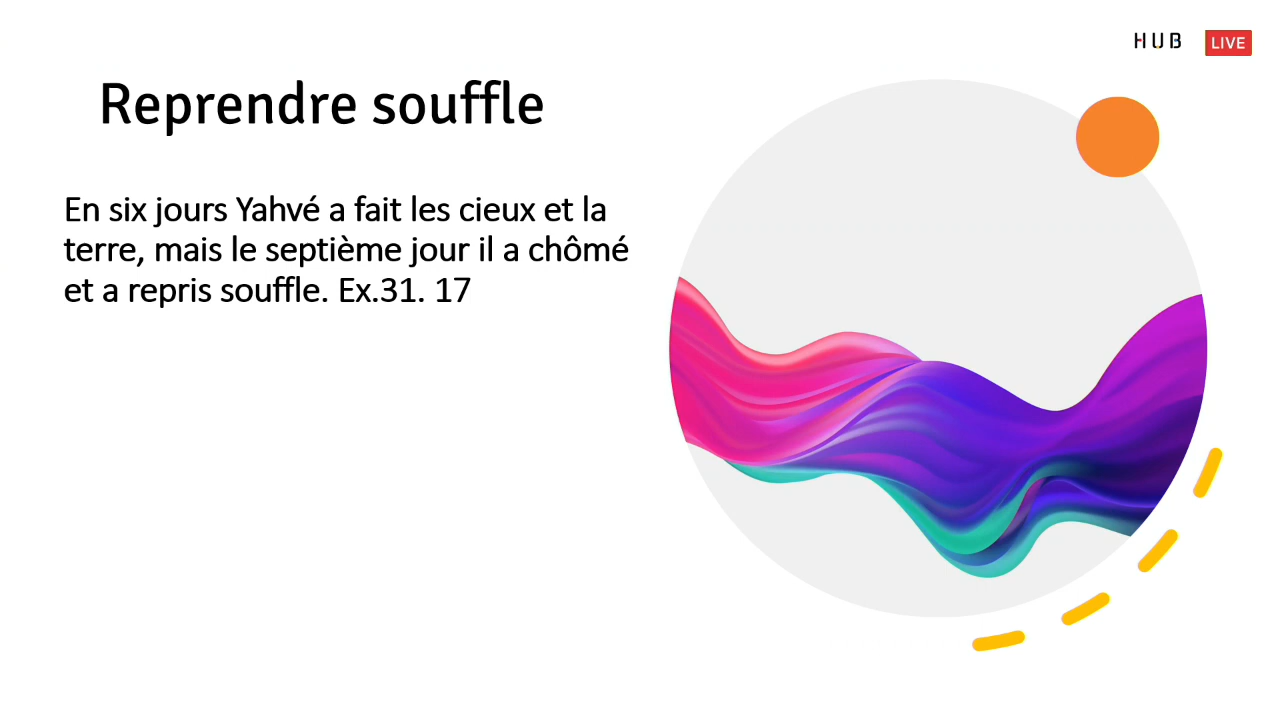 HUB LIVE
Reprendre souffle
En six jours Yahvé a fait les cieux et la
terre, mais le septième jour il a chômé
et a repris souffle. Ex.31. 17